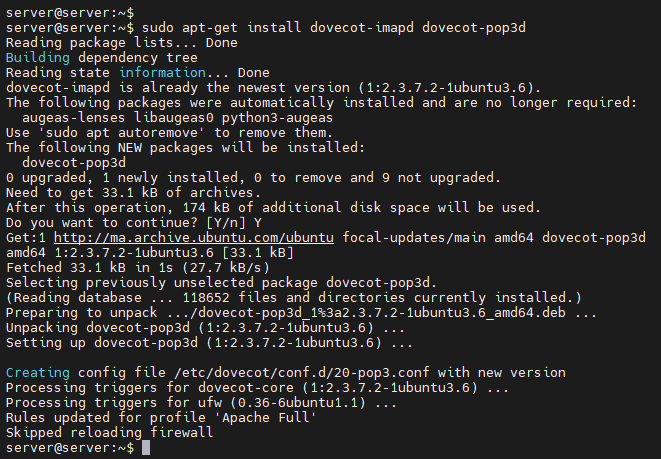 server@server:~$
server@server:~$ sudo apt-get install dovecot-imapd dovecot-pop3d
Reading package lists... Done
Building dependency tree
Reading state information... Done
dovecot-imapd is already the newest version (1:2.3.7.2-1ubuntu3.6).
The following packages were automatically installed and are no longer required:
  augeas-lenses libaugeas0 python3-augeas
Use 'sudo apt autoremove' to remove them.
The following NEW packages will be installed:
  dovecot-pop3d
0 upgraded, 1 newly installed, 0 to remove and 9 not upgraded.
Need to get 33.1 kB of archives.
After this operation, 174 kB of additional disk space will be used.
Do you want to continue? [Y/n] Y
Get:1 http://ma.archive.ubuntu.com/ubuntu focal-updates/main amd64 dovecot-pop3d
amd64 1:2.3.7.2-1ubuntu3.6 [33.1 kB]
Fetched 33.1 kB in 1s (27.7 kB/s)
Selecting previously unselected package dovecot-pop3d.
(Reading database ... 118652 files and directories currently installed.)
Preparing to unpack .../dovecot-pop3d_1%3a2.3.7.2-1ubuntu3.6_amd64.deb ...
Unpacking dovecot-pop3d (1:2.3.7.2-1ubuntu3.6) ...
Setting up dovecot-pop3d (1:2.3.7.2-1ubuntu3.6) ...

Creating config file /etc/dovecot/conf.d/20-pop3.conf with new version
Processing triggers for dovecot-core (1:2.3.7.2-1ubuntu3.6) ...
Processing triggers for ufw (0.36-6ubuntu1.1) ...
Rules updated for profile 'Apache Full'
Skipped reloading firewall
server@server:~$